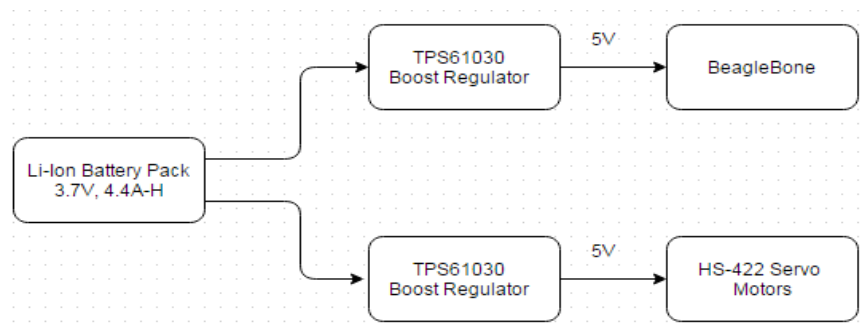 Li-Ion Battery Pack
3.7V, 4.4A-H
TPS61030
Boost Regulator
5V
BeagleBone
TPS61030
Boost Regulator
5V
HS-422 Servo
Motors